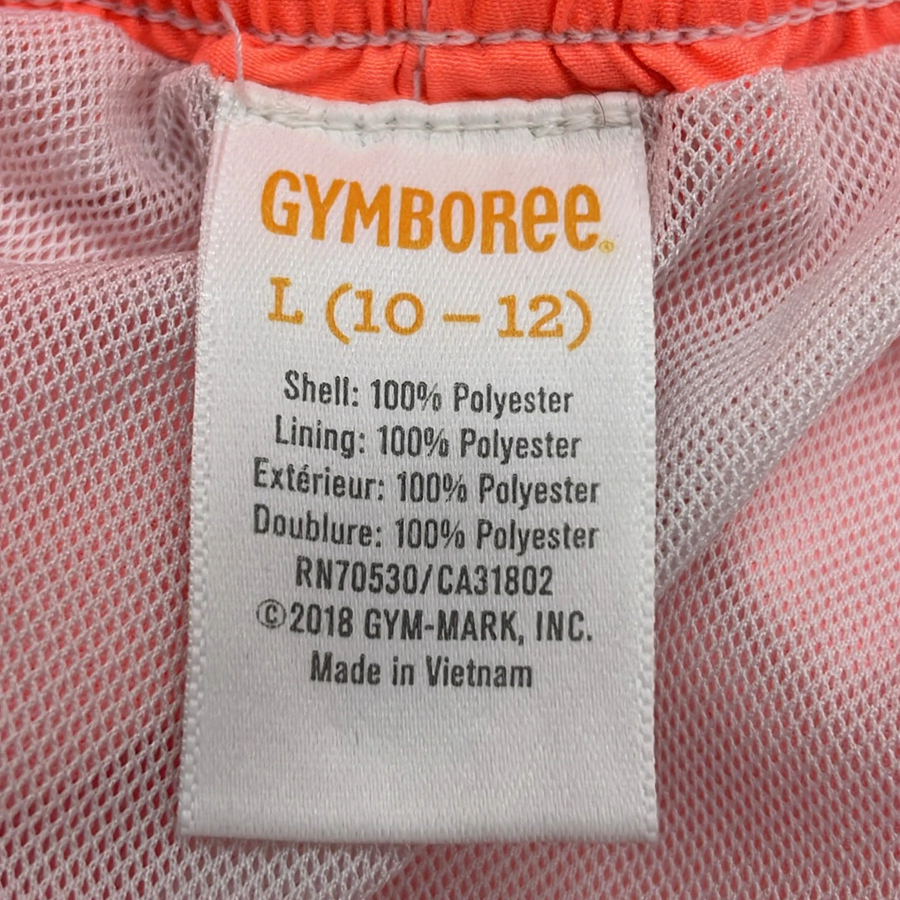 GYMBOREE®
L (10 – 12)
Shell: 100% Polyester
Lining: 100% Polyester
Extérieur: 100% Polyester
Doublure: 100% Polyester
RN70530/CA31802
©2018 GYM-MARK, INC.
Made in Vietnam